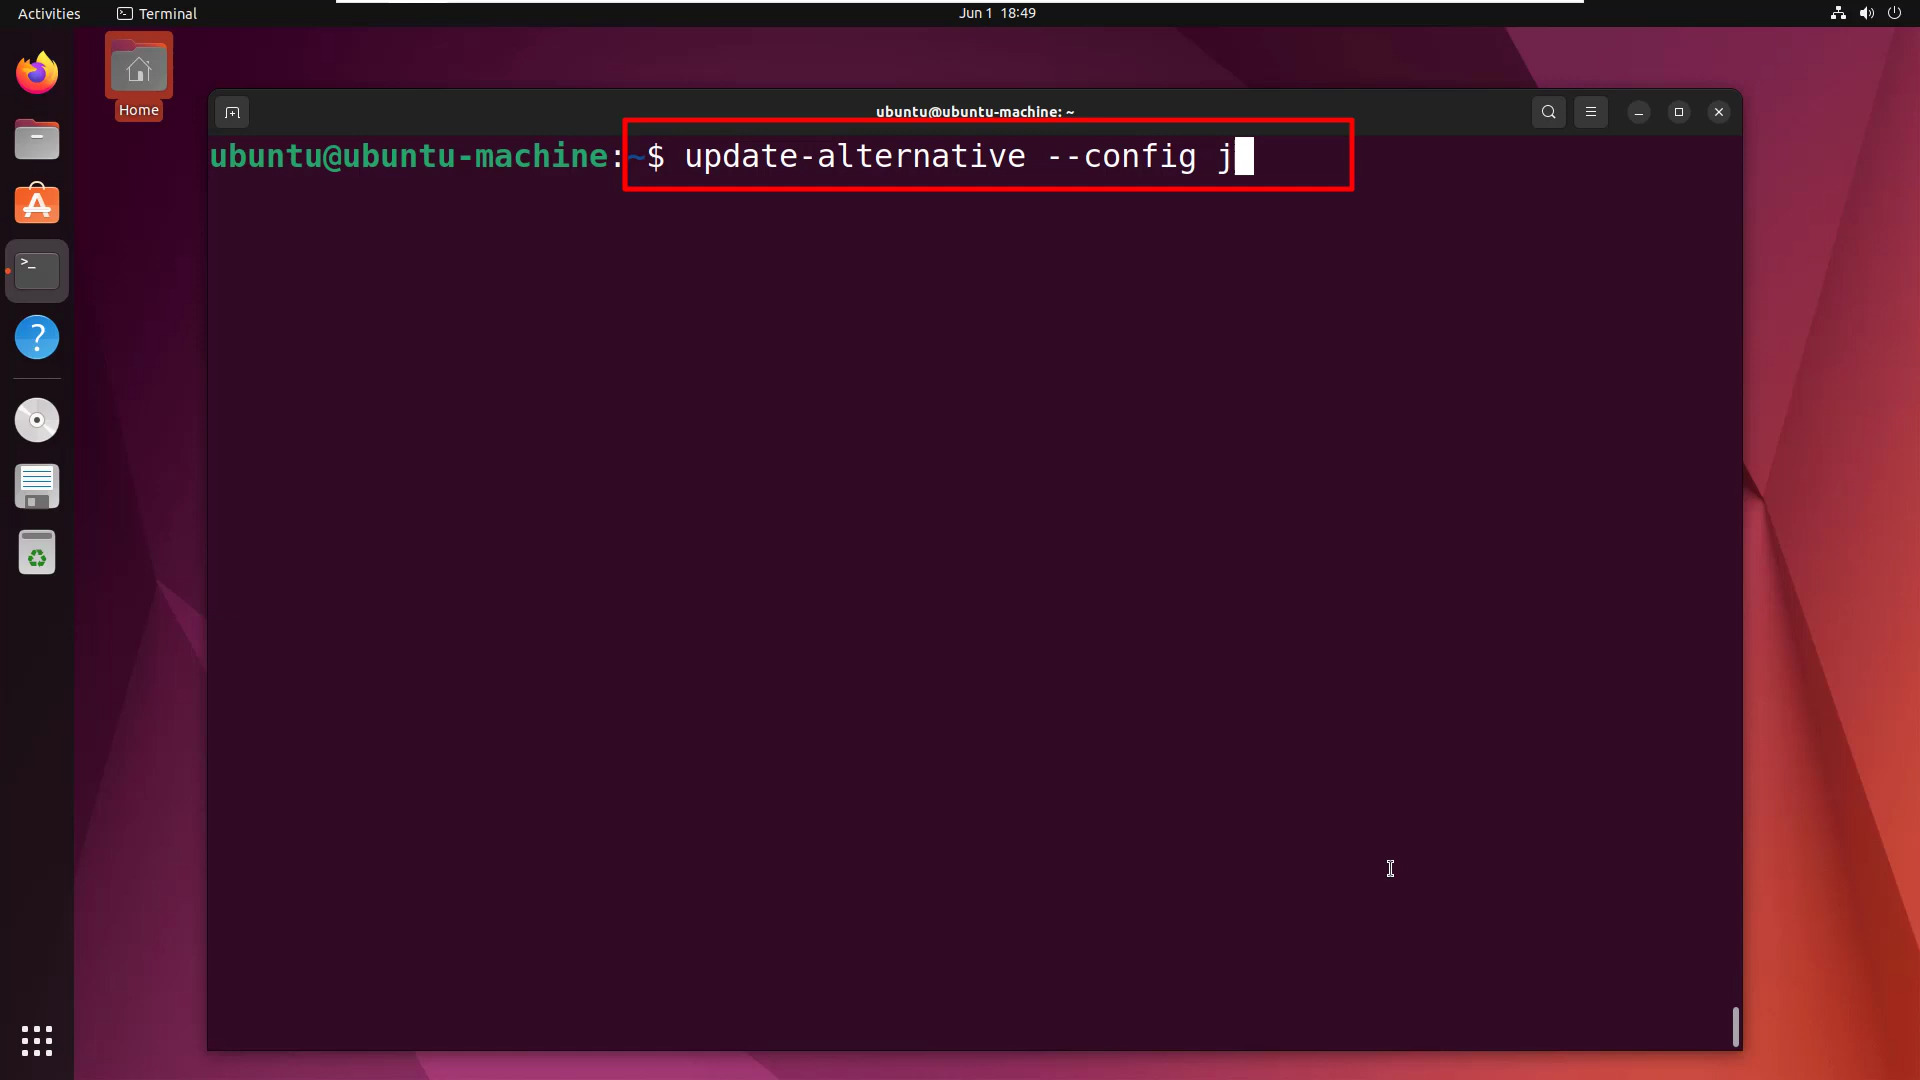 Activities Terminal Jun 1 18:49
Home
ubuntu@ubuntu-machine: ~
ubuntu@ubuntu-machine:~$ update-alternative --config j